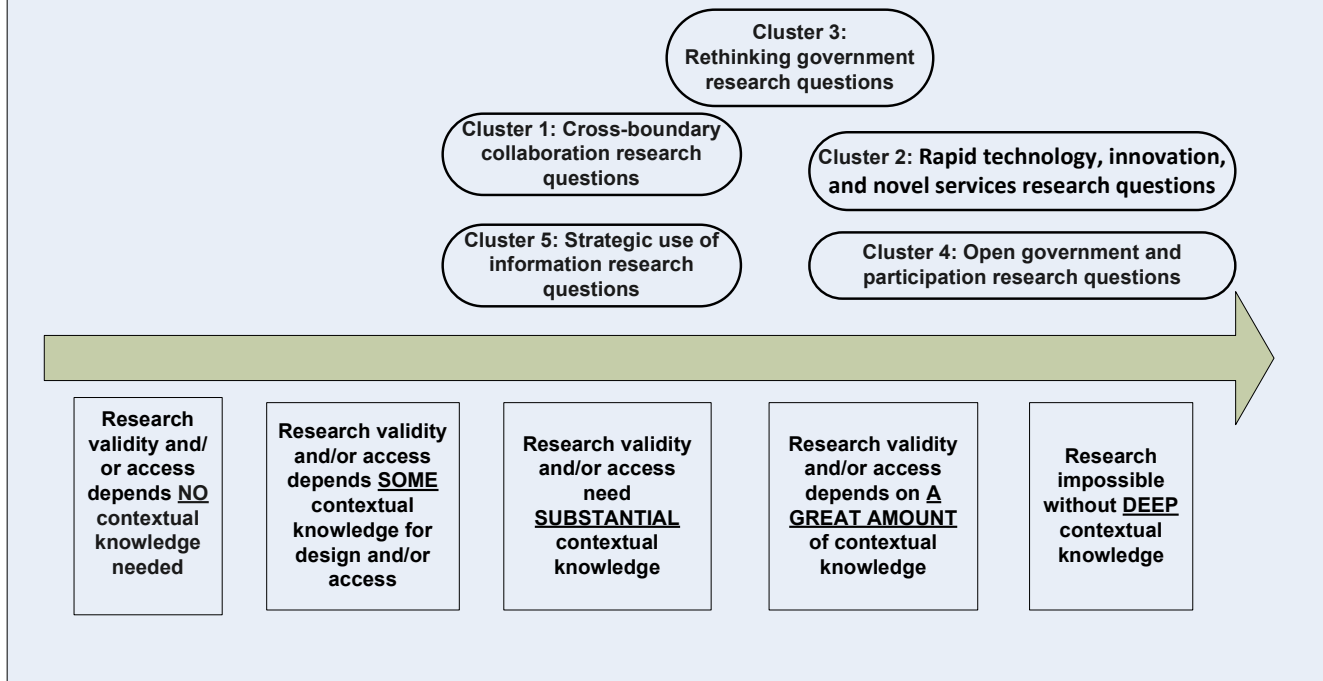 Cluster 3:
Rethinking government
research questions
Cluster 1: Cross-boundary
collaboration research
questions
Cluster 2: Rapid technology, innovation,
and novel services research questions
Cluster 5: Strategic use of
information research
questions
Cluster 4: Open government and
participation research questions
Research
validity and/
or access
depends NO
contextual
knowledge
needed
Research validity
and/or access
depends SOME
contextual
knowledge for
design and/or
access
Research validity
and/or access
need
SUBSTANTIAL
contextual
knowledge
Research validity
and/or access
depends on A
GREAT AMOUNT
of contextual
knowledge
Research
impossible
without DEEP
contextual
knowledge